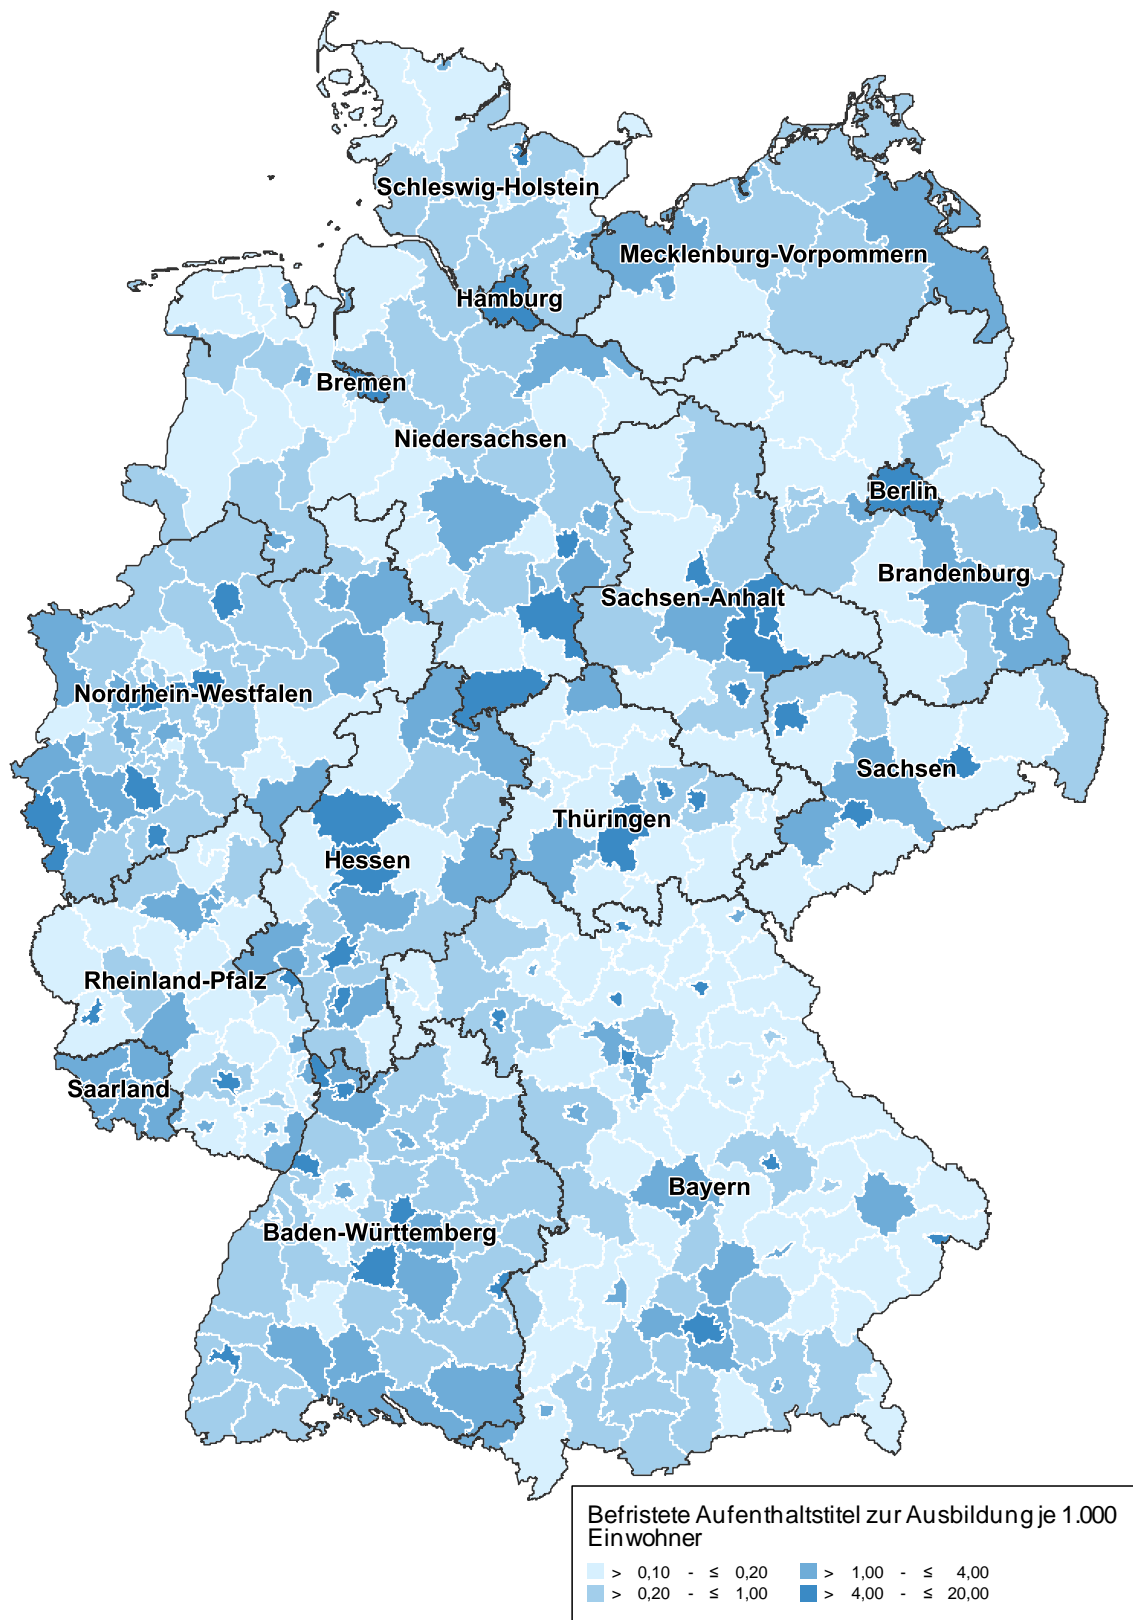 Schleswig-Holstein
Mecklenburg-Vorpommern
Hamburg
Bremen
Niedersachsen
Berlin
Brandenburg
Sachsen-Anhalt
Nordrhein-Westfalen
Sachsen
Thüringen
Hessen
Rheinland-Pfalz
Saarland
Bayern
Baden-Württemberg
Befristete Aufenthaltstitel zur Ausbildung je 1.000
Einwohner
> 0,10 - ≤ 0,20 > 1,00 - ≤ 4,00
> 0,20 - ≤ 1,00 > 4,00 - ≤ 20,00